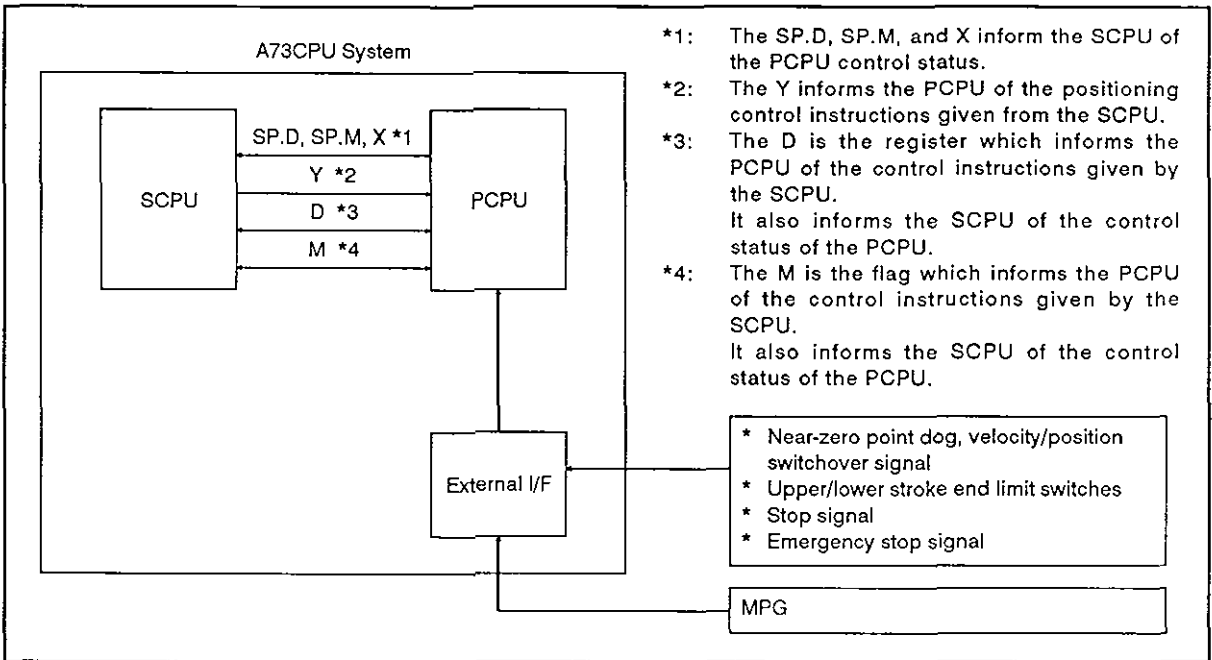 A73CPU System
SCPU
SP.D, SP.M, X *1
Y *2
D *3
M *4
PCPU
External I/F
*1: The SP.D, SP.M, and X inform the SCPU of
the PCPU control status.
*2: The Y informs the PCPU of the positioning
control instructions given from the SCPU.
*3: The D is the register which informs the
PCPU of the control instructions given by
the SCPU.
It also informs the SCPU of the control
status of the PCPU.
*4: The M is the flag which informs the PCPU
of the control instructions given by the
SCPU.
It also informs the SCPU of the control
status of the PCPU.
* Near-zero point dog, velocity/position
switchover signal
* Upper/lower stroke end limit switches
* Stop signal
* Emergency stop signal
MPG